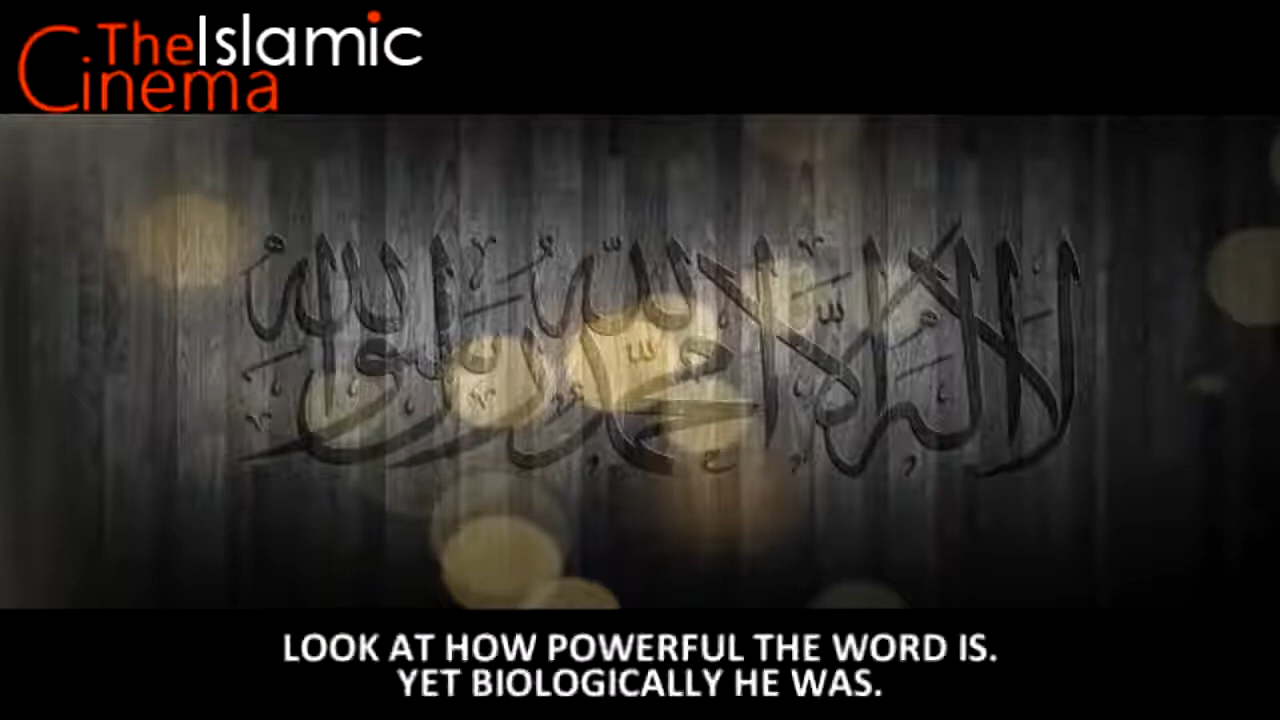 TheIslamic
Cinema
لا إله إلا الله محمد رسول الله
LOOK AT HOW POWERFUL THE WORD IS.
YET BIOLOGICALLY HE WAS.